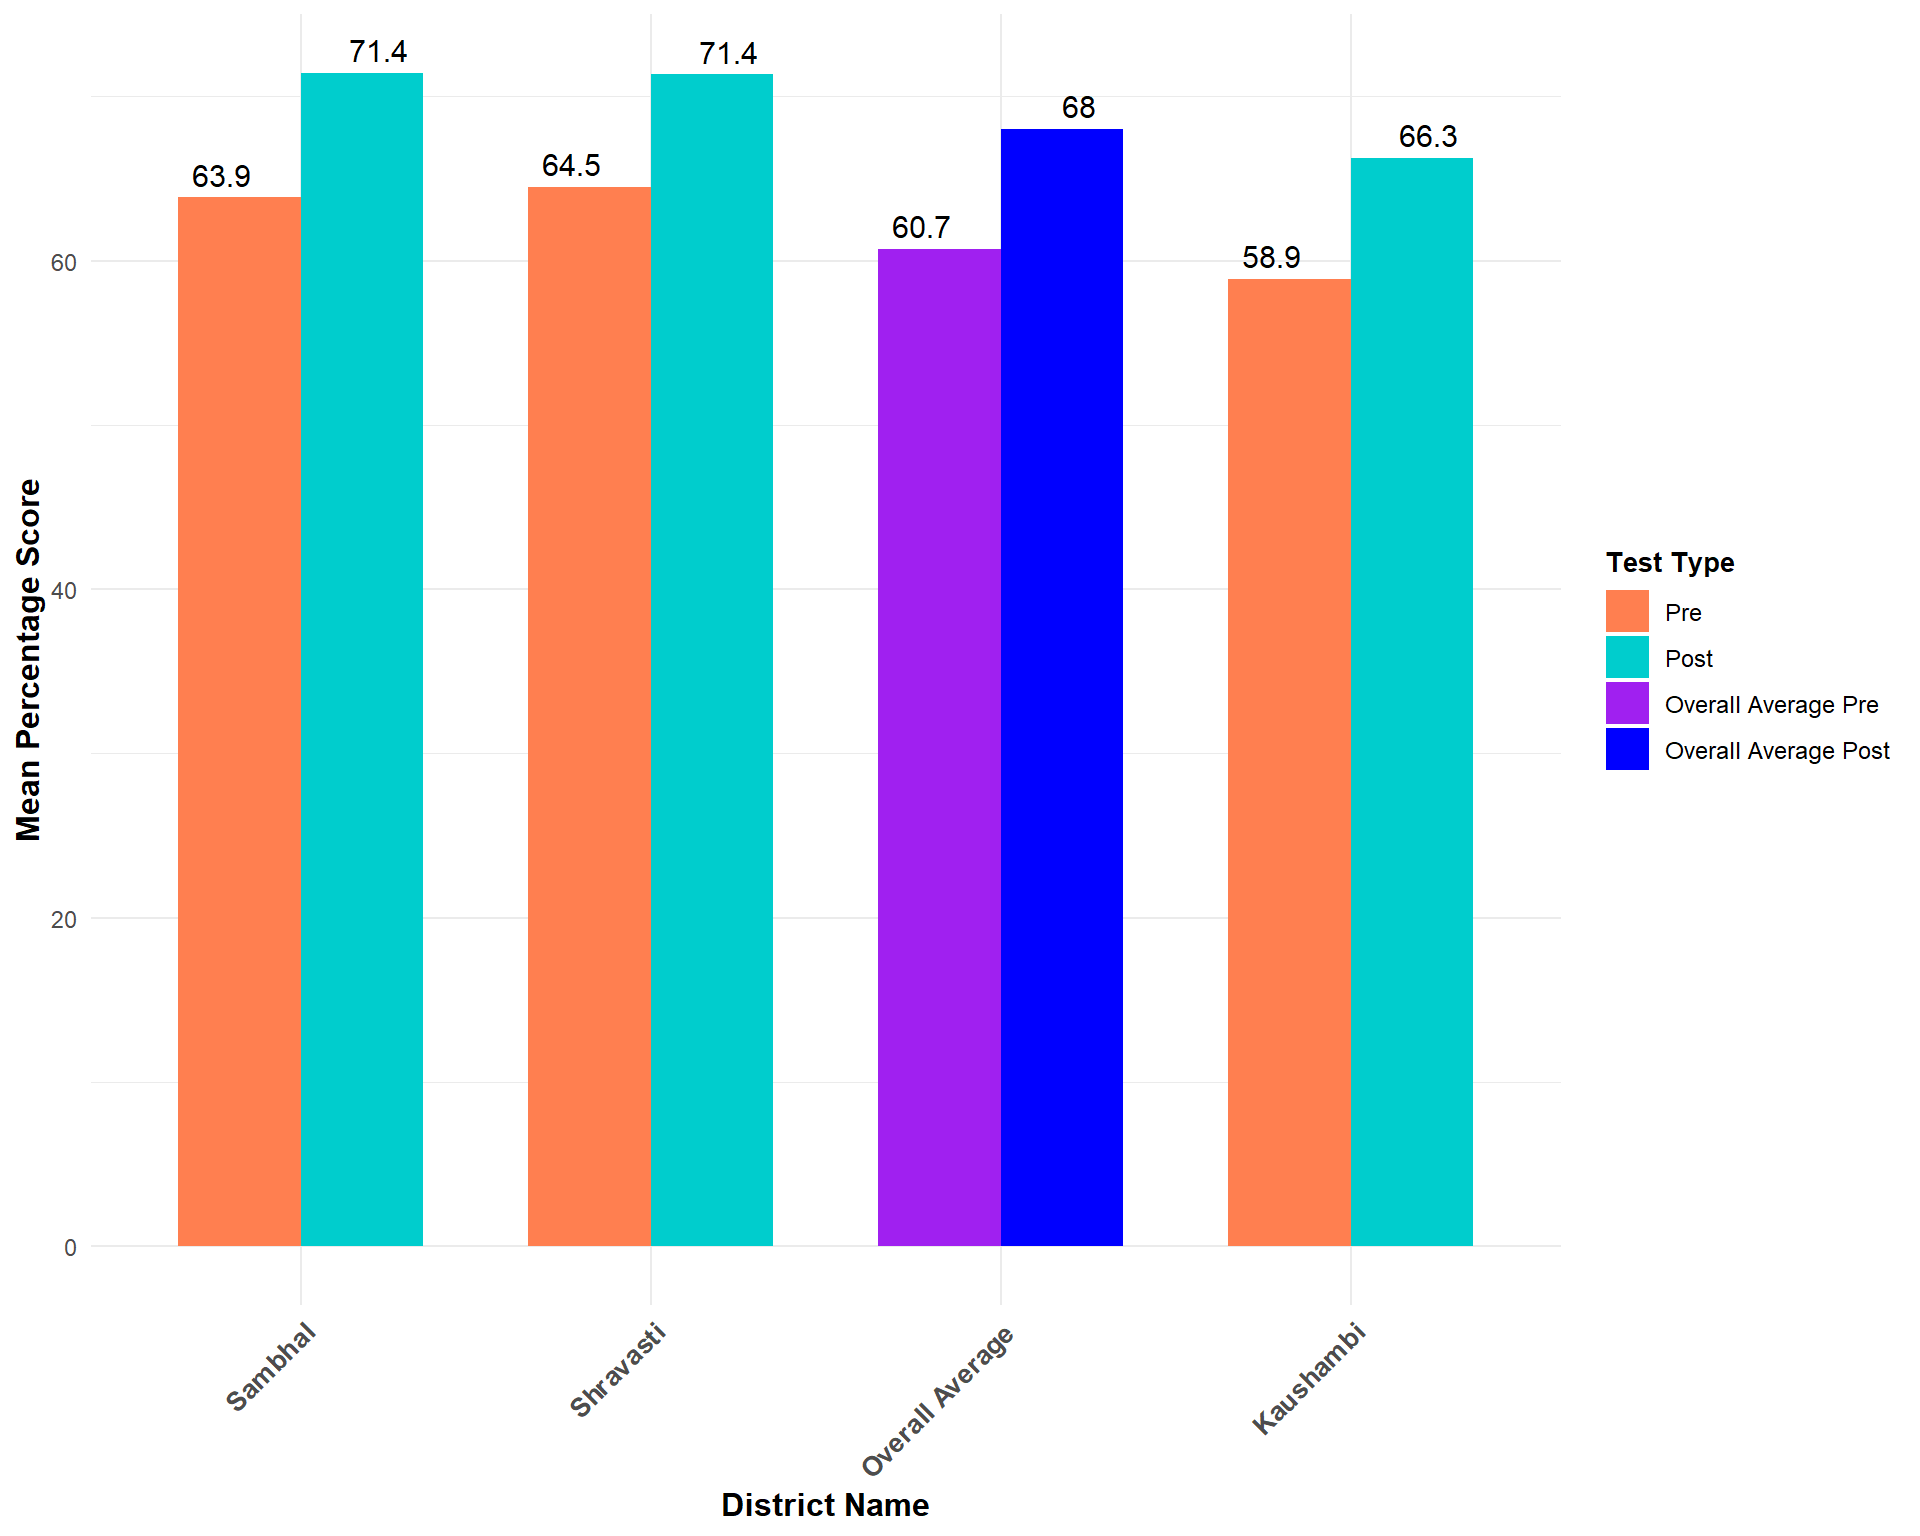 71.4
71.4
68
66.3
63.9
64.5
60.7
58.9
Mean Percentage Score
60
40
20
0
Sambhal
Shravasti
Overall Average
Kaushambi
District Name
Test Type
Pre
Post
Overall Average Pre
Overall Average Post